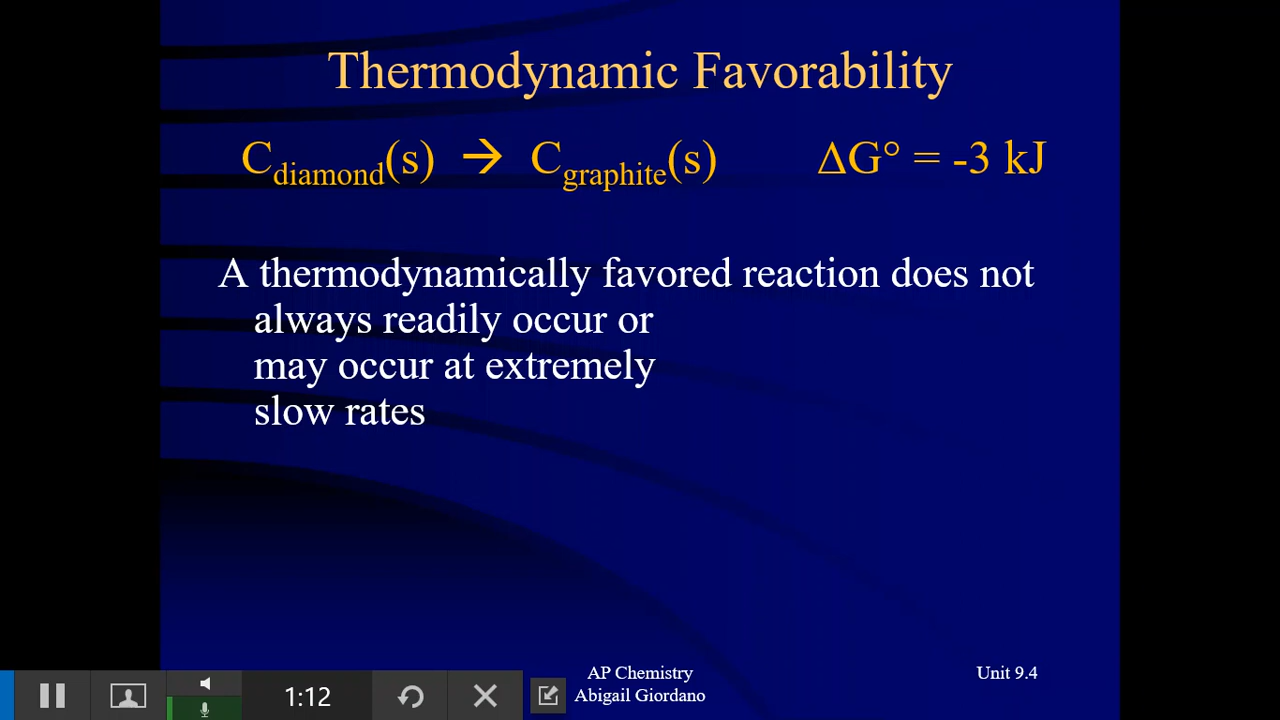 Thermodynamic Favorability
C_diamond(s) → C_graphite(s) ΔG° = -3 kJ
A thermodynamically favored reaction does not
always readily occur or
may occur at extremely
slow rates
AP Chemistry
Abigail Giordano
Unit 9.4
1:12